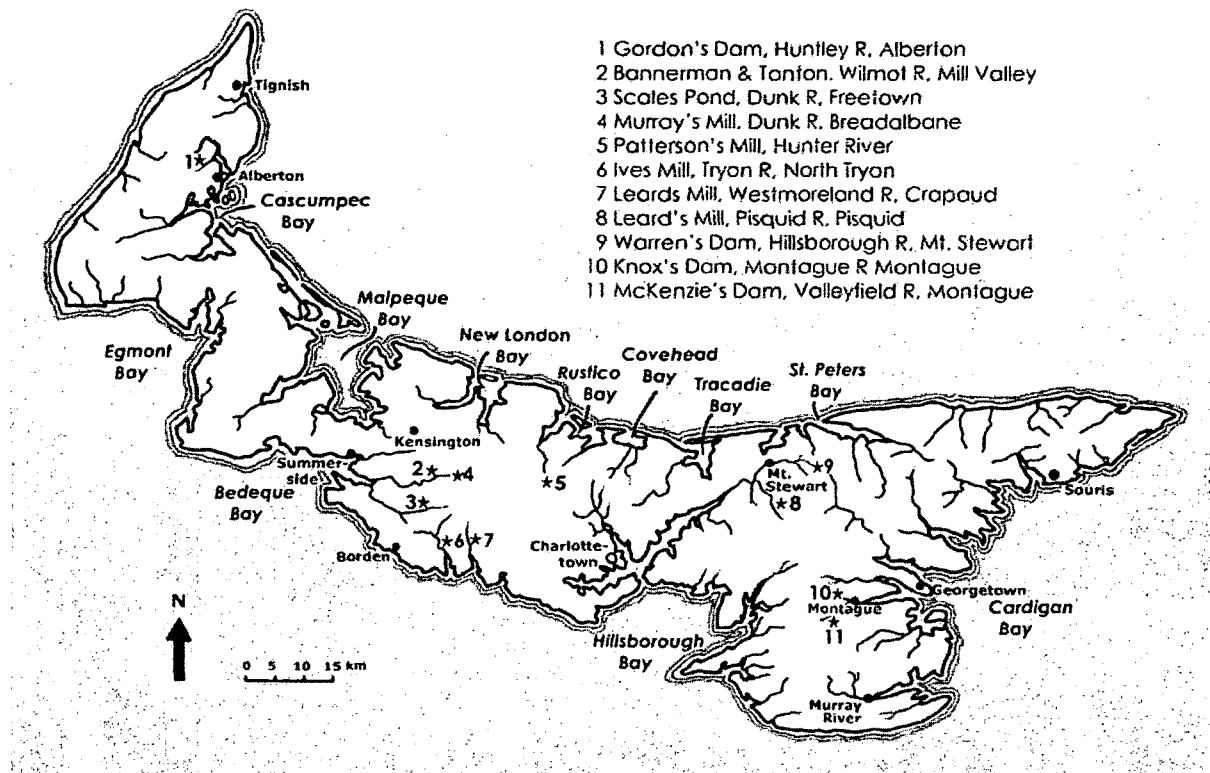 1 Gordon's Dam, Huntley R, Alberton
2 Bannerman & Tanton. Wilmot R, Mill Valley
3 Scales Pond, Dunk R, Freetown
4 Murray's Mill, Dunk R, Breadalbane
5 Patterson's Mill, Hunter River
6 Ives Mill, Tryon R, North Tryon
7 Leards Mill, Westmoreland R, Crapaud
8 Leard's Mill, Pisquid R, Pisquid
9 Warren's Dam, Hillsborough R, Mt. Stewart
10 Knox's Dam, Montague R Montague
11 McKenzie's Dam, Valleyfield R, Montague
Tignish
1
Alberton
Cascumpec
Bay
Malpeque
Bay
Egmont
Bay
New London
Bay
Rustico
Bay
Covehead
Bay
Tracadie
Bay
St. Peters
Bay
Kensington
Summer-
side
Bedeque
Bay
2
4
3
5
6
7
Borden
Charlotte-
town
Mt.
Stewart
9
8
Souris
Georgetown
Cardigan
Bay
10
Montague
11
Hillsborough
Bay
Murray
River
N
0 5 10 15 km